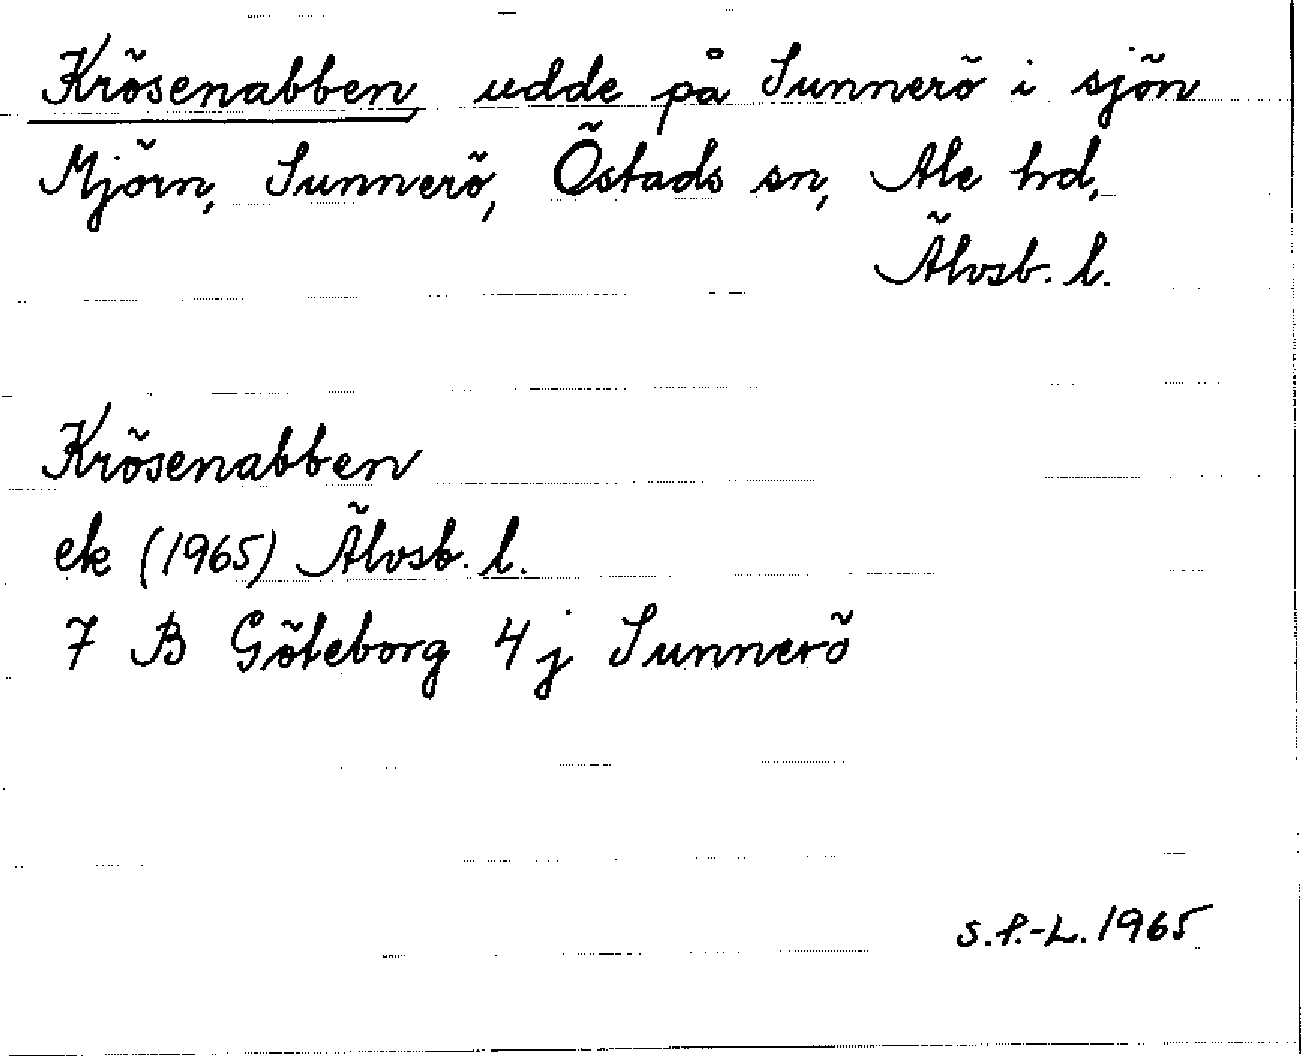 Krösenabben, udde på Sunnerö i sjön
Mjörn, Sunnerö, Östads sn, Ale hd,
Älvsb. l.
Krösenabben
ek (1965) Älvsb. l.
7 B Göteborg 4 j Sunnerö
S.P.-L. 1965